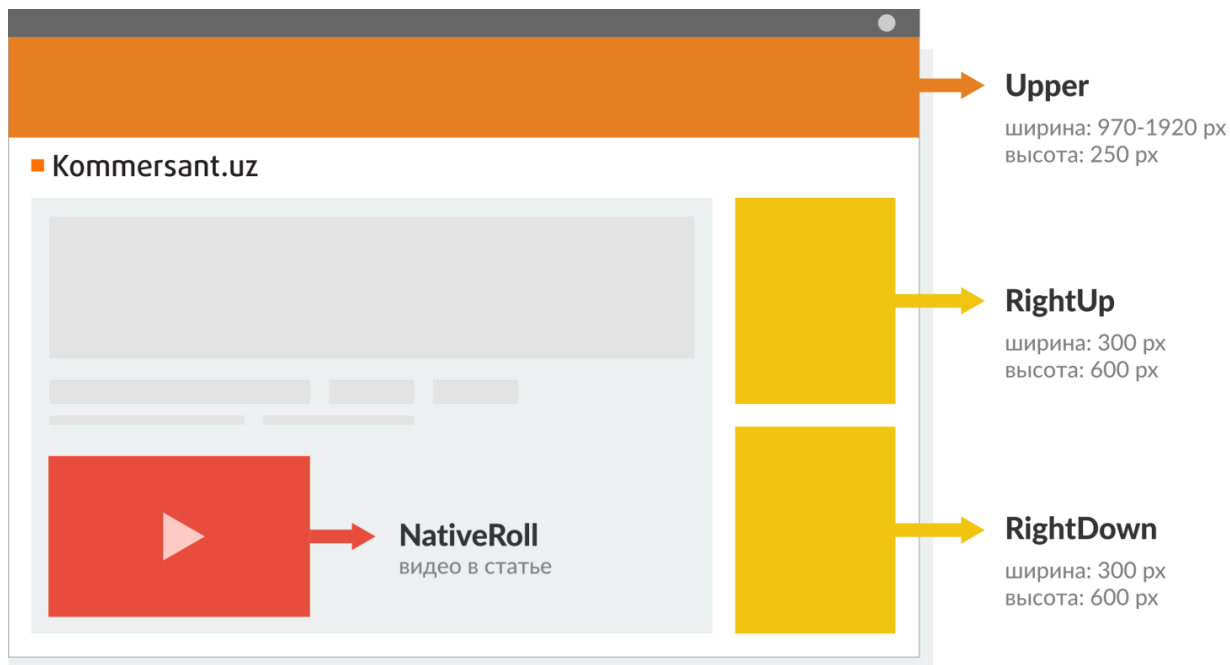 Upper
ширина: 970-1920 px
высота: 250 px
Kommersant.uz
RightUp
ширина: 300 px
высота: 600 px
NativeRoll
видео в статье
RightDown
ширина: 300 px
высота: 600 px